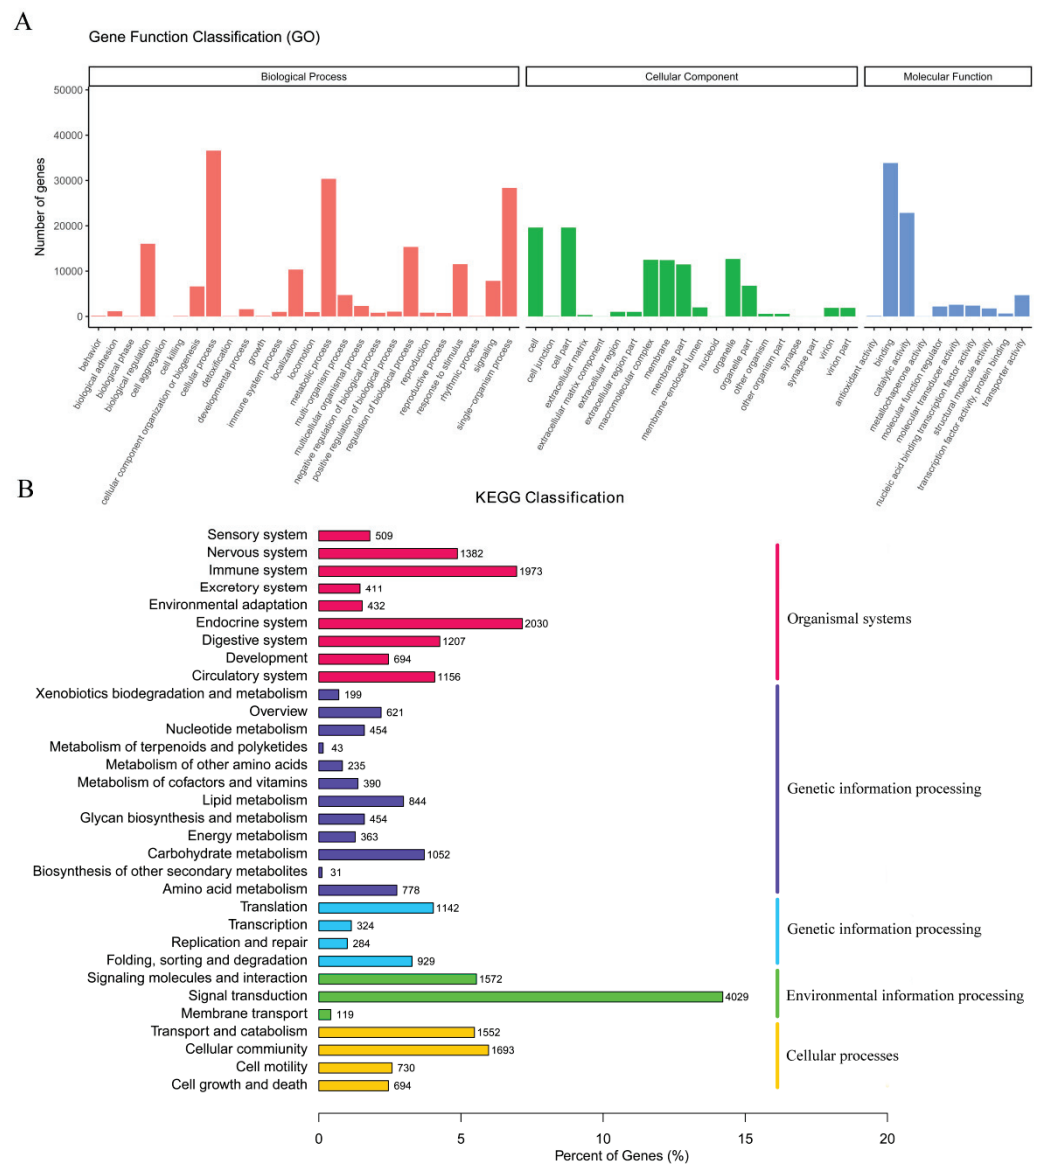 A
Gene Function Classification (GO)
Biological Process
Cellular Component
Molecular Function
Number of genes
50000
40000
30000
20000
10000
0
behavior
biological adhesion
biological phase
biological regulation
cell aggregation
cell killing
cellular component organization or biogenesis
cellular process
detoxification
developmental process
growth
immune system process
localization
locomotion
metabolic process
multi-organism process
multicellular organismal process
negative regulation of biological process
positive regulation of biological process
regulation of biological process
reproduction
reproductive process
response to stimulus
rhythmic process
signaling
single-organism process
cell
cell junction
cell part
extracellular matrix
extracellular matrix component
extracellular region
extracellular region part
macromolecular complex
membrane
membrane part
membrane-enclosed lumen
nucleoid
organelle
organelle part
other organism
other organism part
synapse
synapse part
virion
virion part
antioxidant activity
binding
catalytic activity
metallochaperone activity
molecular function regulator
molecular transducer activity
nucleic acid binding transcription factor activity
structural molecule activity
transcription factor activity, protein binding
transporter activity
B
KEGG Classification
Sensory system 509
Nervous system 1382
Immune system 1973
Excretory system 411
Environmental adaptation 432
Endocrine system 2030
Digestive system 1207
Development 694
Circulatory system 1156
Organismal systems
Xenobiotics biodegradation and metabolism 199
Overview 621
Nucleotide metabolism 454
Metabolism of terpenoids and polyketides 43
Metabolism of other amino acids 235
Metabolism of cofactors and vitamins 390
Lipid metabolism 844
Glycan biosynthesis and metabolism 454
Energy metabolism 363
Carbohydrate metabolism 1052
Biosynthesis of other secondary metabolites 31
Amino acid metabolism 778
Genetic information processing
Translation 1142
Transcription 324
Replication and repair 284
Folding, sorting and degradation 929
Genetic information processing
Signaling molecules and interaction 1572
Signal transduction 4029
Membrane transport 119
Environmental information processing
Transport and catabolism 1552
Cellular commiunity 1693
Cell motility 730
Cell growth and death 694
Cellular processes
0 5 10 15 20
Percent of Genes (%)